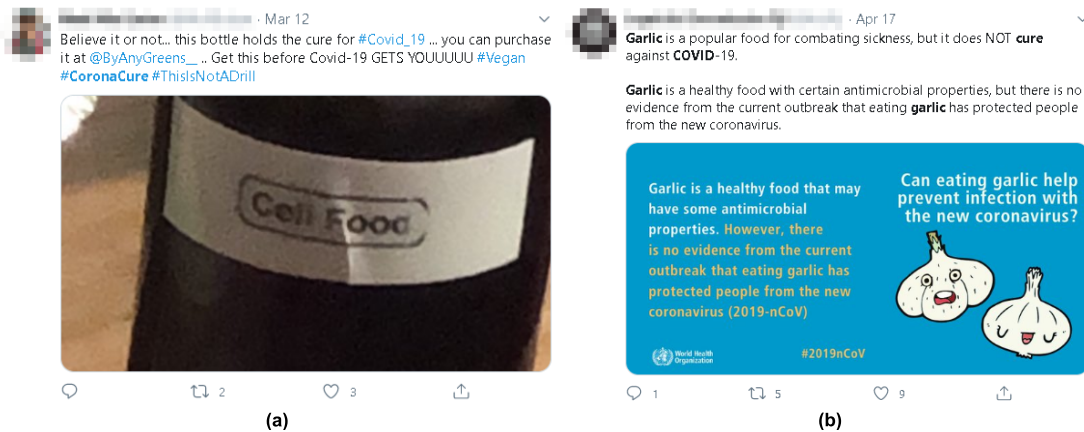 · Mar 12
Believe it or not... this bottle holds the cure for #Covid_19 ... you can purchase
it at @ByAnyGreens__ .. Get this before Covid-19 GETS YOUUUUU #Vegan
#CoronaCure #ThisIsNotADrill
Cell Food
2
3
(a)
· Apr 17
Garlic is a popular food for combating sickness, but it does NOT cure
against COVID-19.
Garlic is a healthy food with certain antimicrobial properties, but there is no
evidence from the current outbreak that eating garlic has protected people
from the new coronavirus.
Garlic is a healthy food that may
have some antimicrobial
properties. However, there
is no evidence from the current
outbreak that eating garlic has
protected people from the new
coronavirus (2019-nCoV)
Can eating garlic help
prevent infection with
the new coronavirus?
World Health
Organization
#2019nCoV
1
5
9
(b)